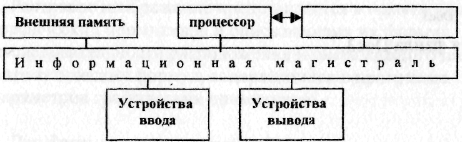 Внешняя память
процессор
Информационная магистраль
Устройства
ввода
Устройства
вывода